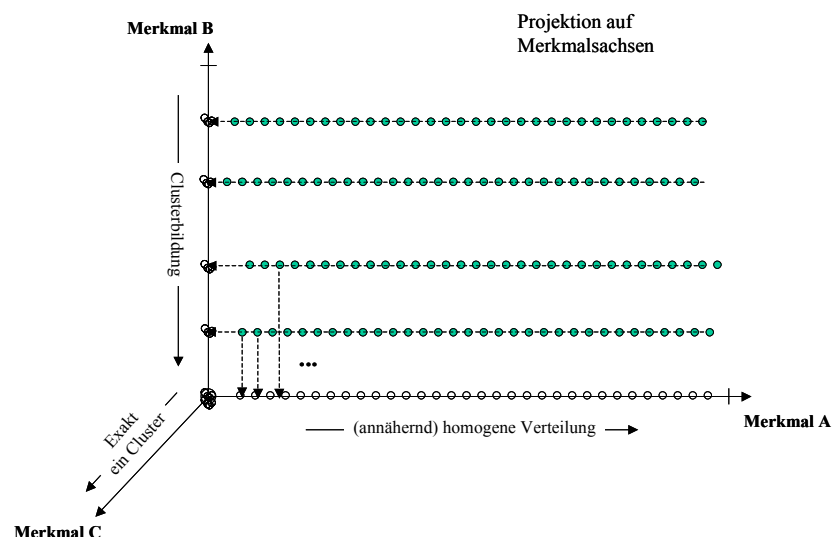 Projektion auf
Merkmalsachsen
Merkmal B
Clusterbildung
...
Exakt
ein Cluster
(annähernd) homogene Verteilung
Merkmal A
Merkmal C